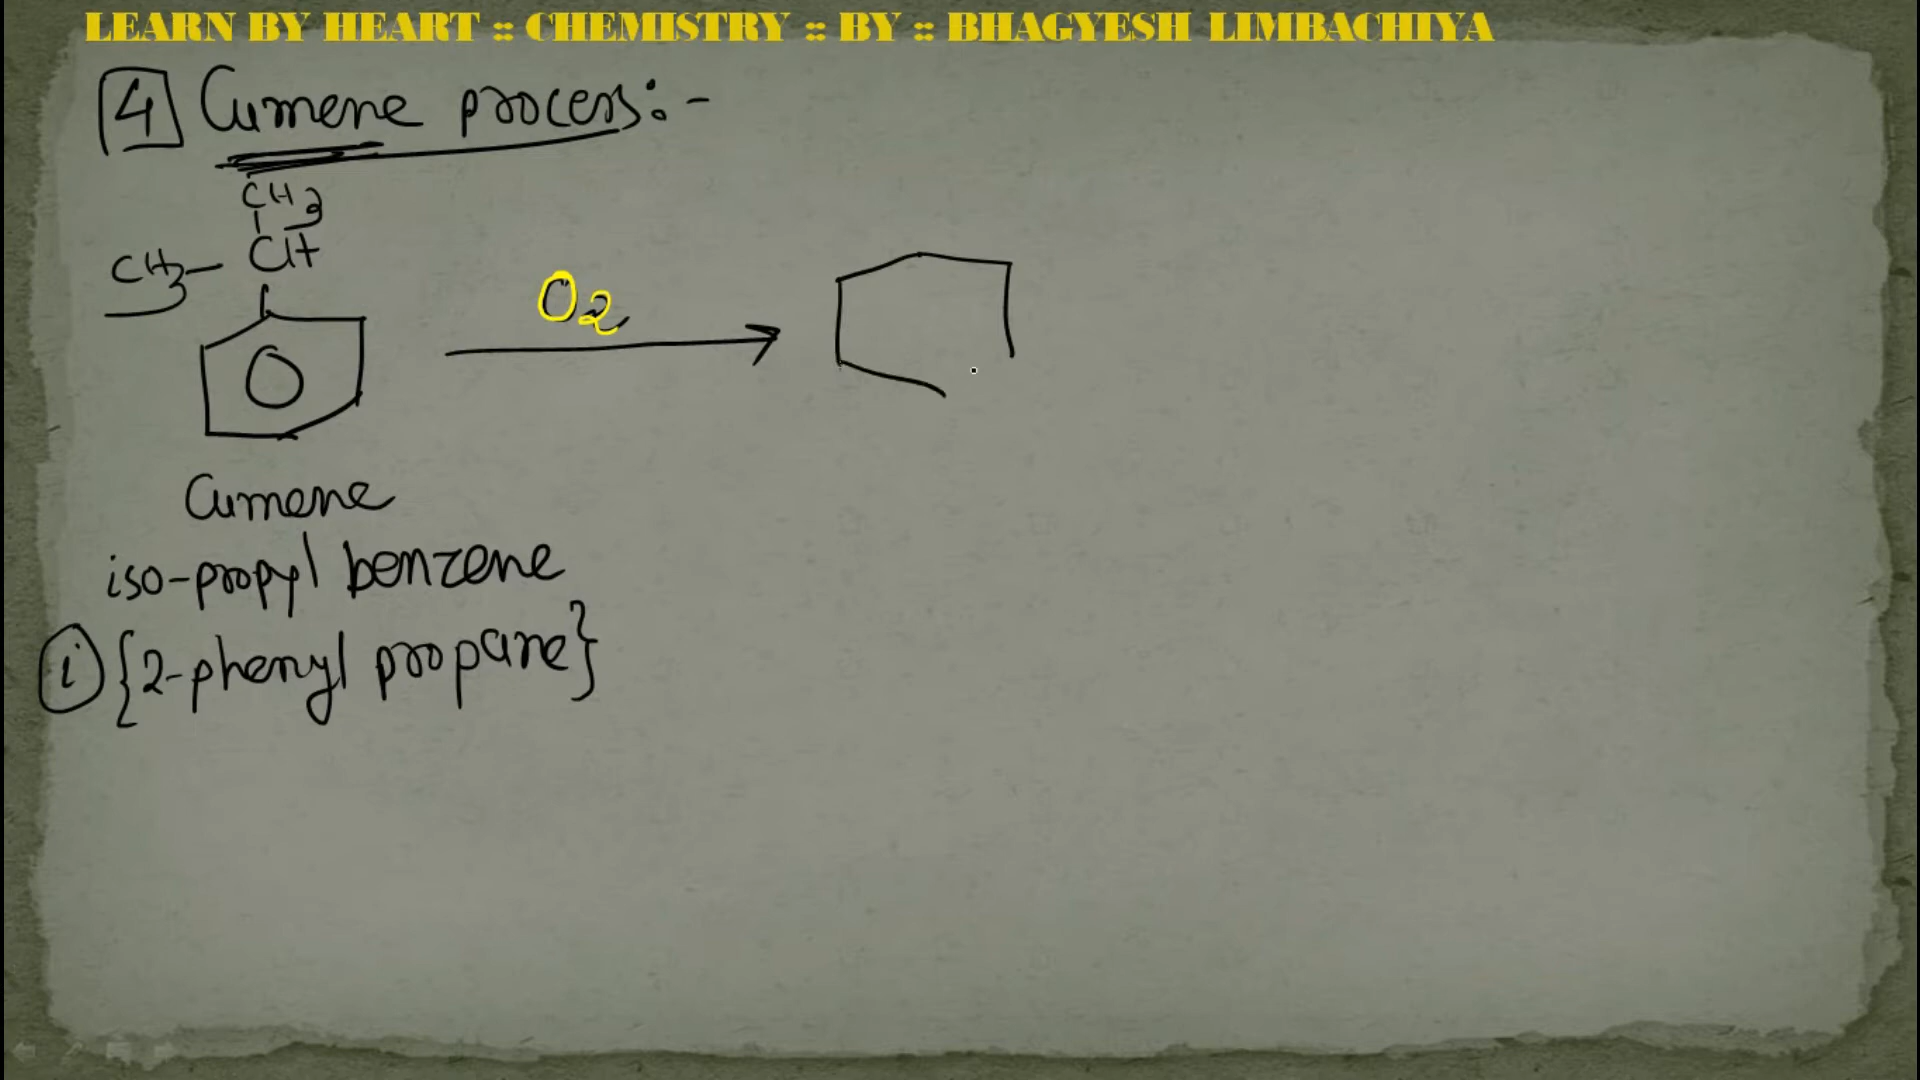 LEARN BY HEART :: CHEMISTRY :: BY :: BHAGYESH LIMBACHIYA
4 Cumene process:-
CH3
CH3-CH
O2
Cumene
iso-propyl benzene
i {2-phenyl propane}